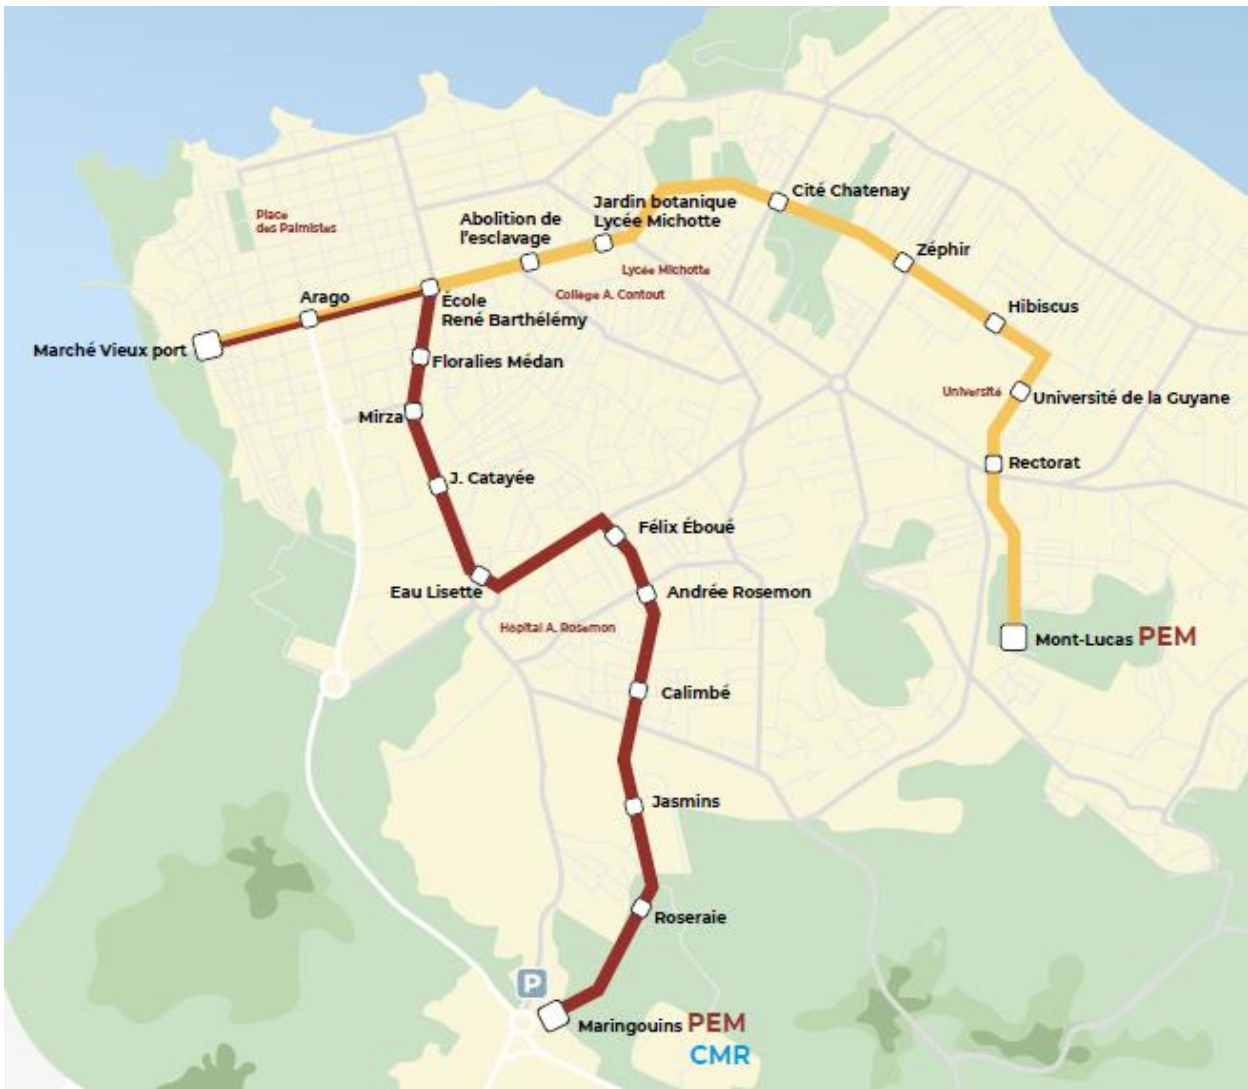 Cité Chatenay
Jardin botanique
Lycée Michotte
Place
des Palmistes
Abolition de
l'esclavage
Zéphir
Lycée Michotte
Collège A. Contout
Arago
École
René Barthélémy
Hibiscus
Marché Vieux port
Floralies Médan
Université
Université de la Guyane
Mirza
Rectorat
J. Catayée
Félix Éboué
Eau Lisette
Andrée Rosemon
Hôpital A. Rosemon
Mont-Lucas PEM
Calimbé
Jasmins
Roseraie
P
Maringouins PEM
CMR